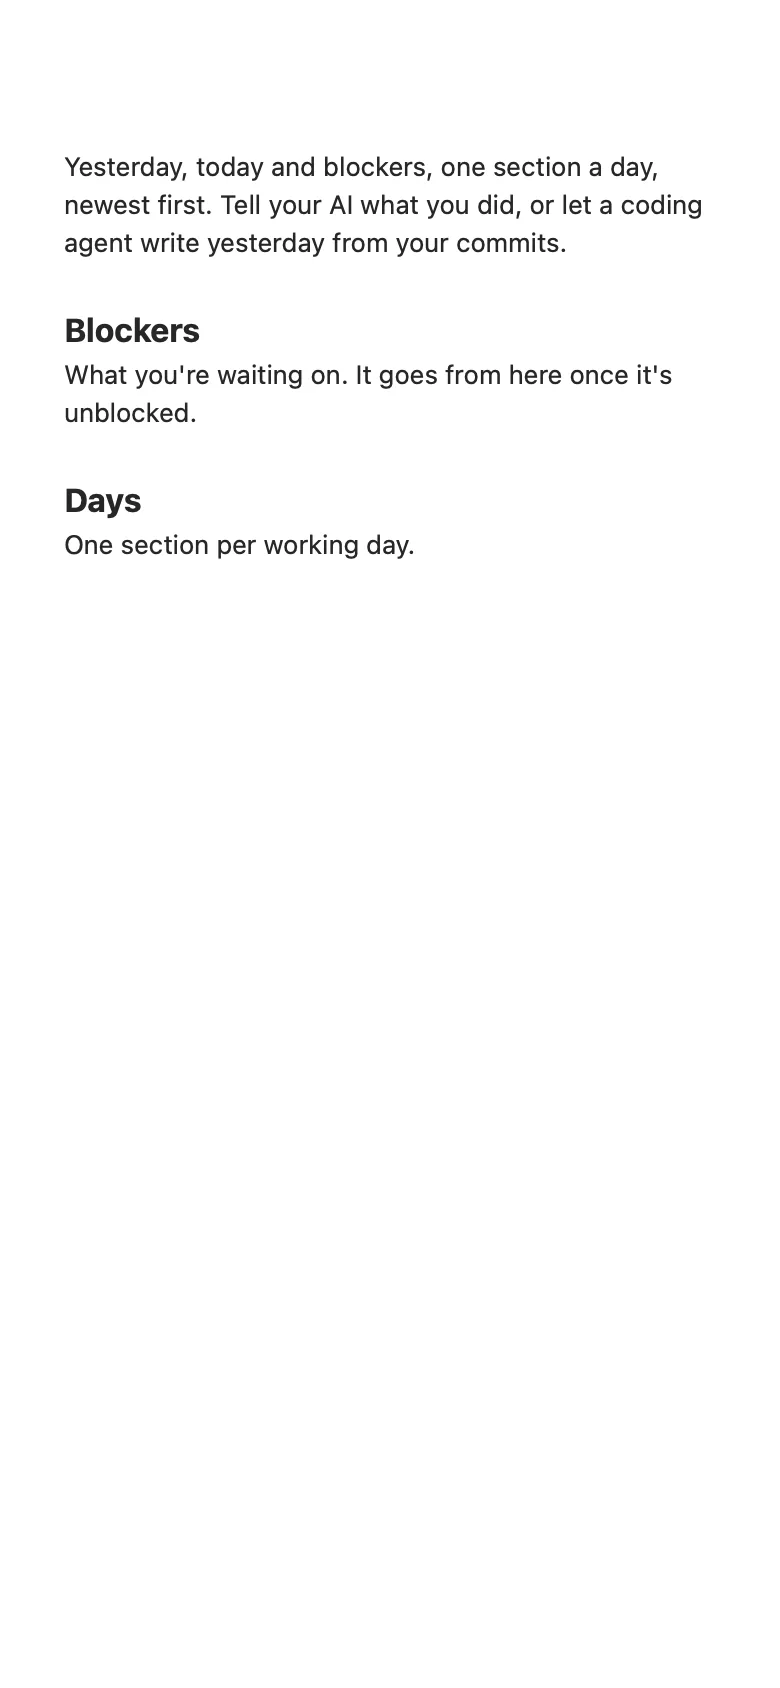 Yesterday, today and blockers, one section a day,
newest first. Tell your AI what you did, or let a coding
agent write yesterday from your commits.
Blockers
What you're waiting on. It goes from here once it's
unblocked.
Days
One section per working day.